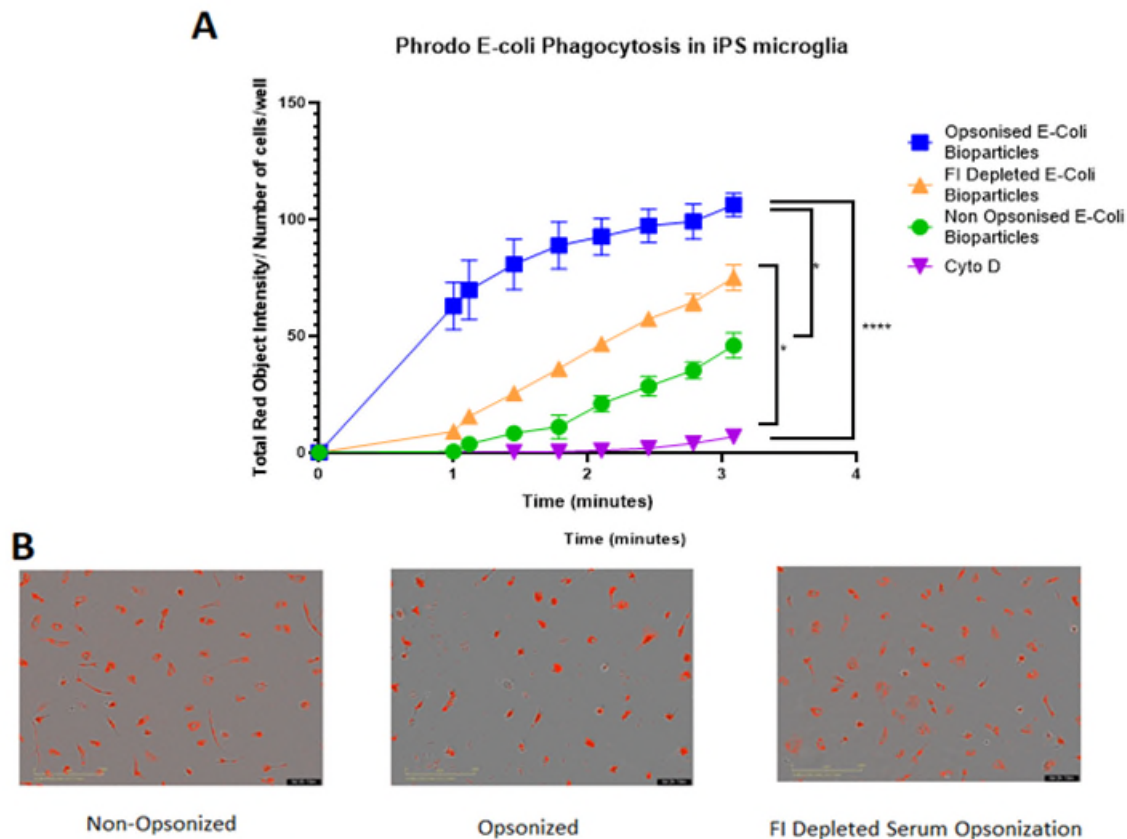 A
Phrodo E-coli Phagocytosis in iPS microglia
Total Red Object Intensity/ Number of cells/well
150
100
50
0
0 1 2 3 4
Time (minutes)
Opsonised E-Coli
Bioparticles
FI Depleted E-Coli
Bioparticles
Non Opsonised E-Coli
Bioparticles
Cyto D
*
*
****
B
Time (minutes)
Non-Opsonized
Opsonized
FI Depleted Serum Opsonization